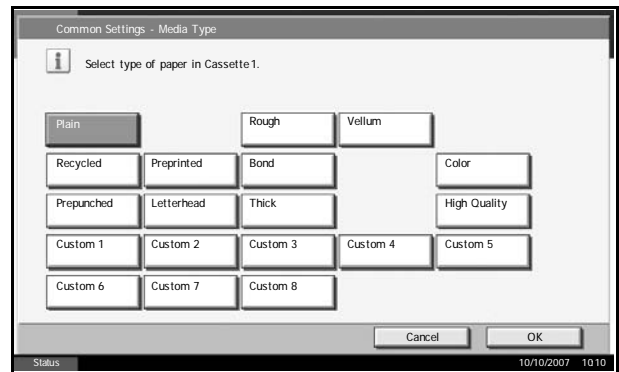 Common Settings - Media Type
Select type of paper in Cassette1.
Plain Rough Vellum
Recycled Preprinted Bond Color
Prepunched Letterhead Thick High Quality
Custom 1 Custom 2 Custom 3 Custom 4 Custom 5
Custom 6 Custom 7 Custom 8
Cancel OK
Status 10/10/2007 1010